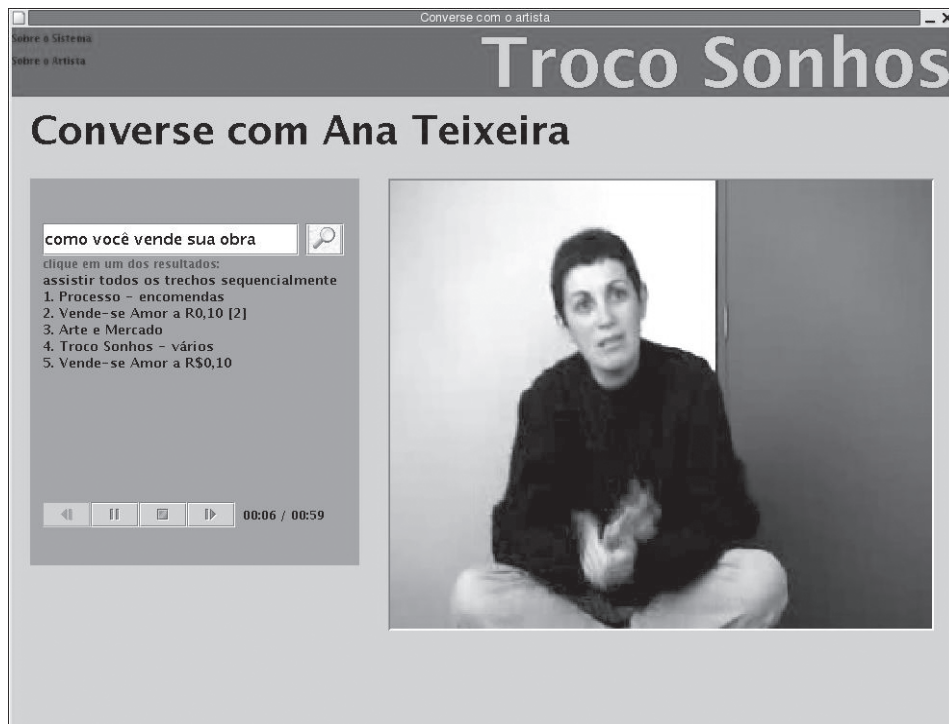 Converse com o artista
Sobre o Sistema
Sobre o Artista
Troco Sonhos
Converse com Ana Teixeira
como você vende sua obra
clique em um dos resultados:
assistir todos os trechos sequencialmente
1. Processo - encomendas
2. Vende-se Amor a R0,10 [2]
3. Arte e Mercado
4. Troco Sonhos - vários
5. Vende-se Amor a R$0,10
00:06 / 00:59